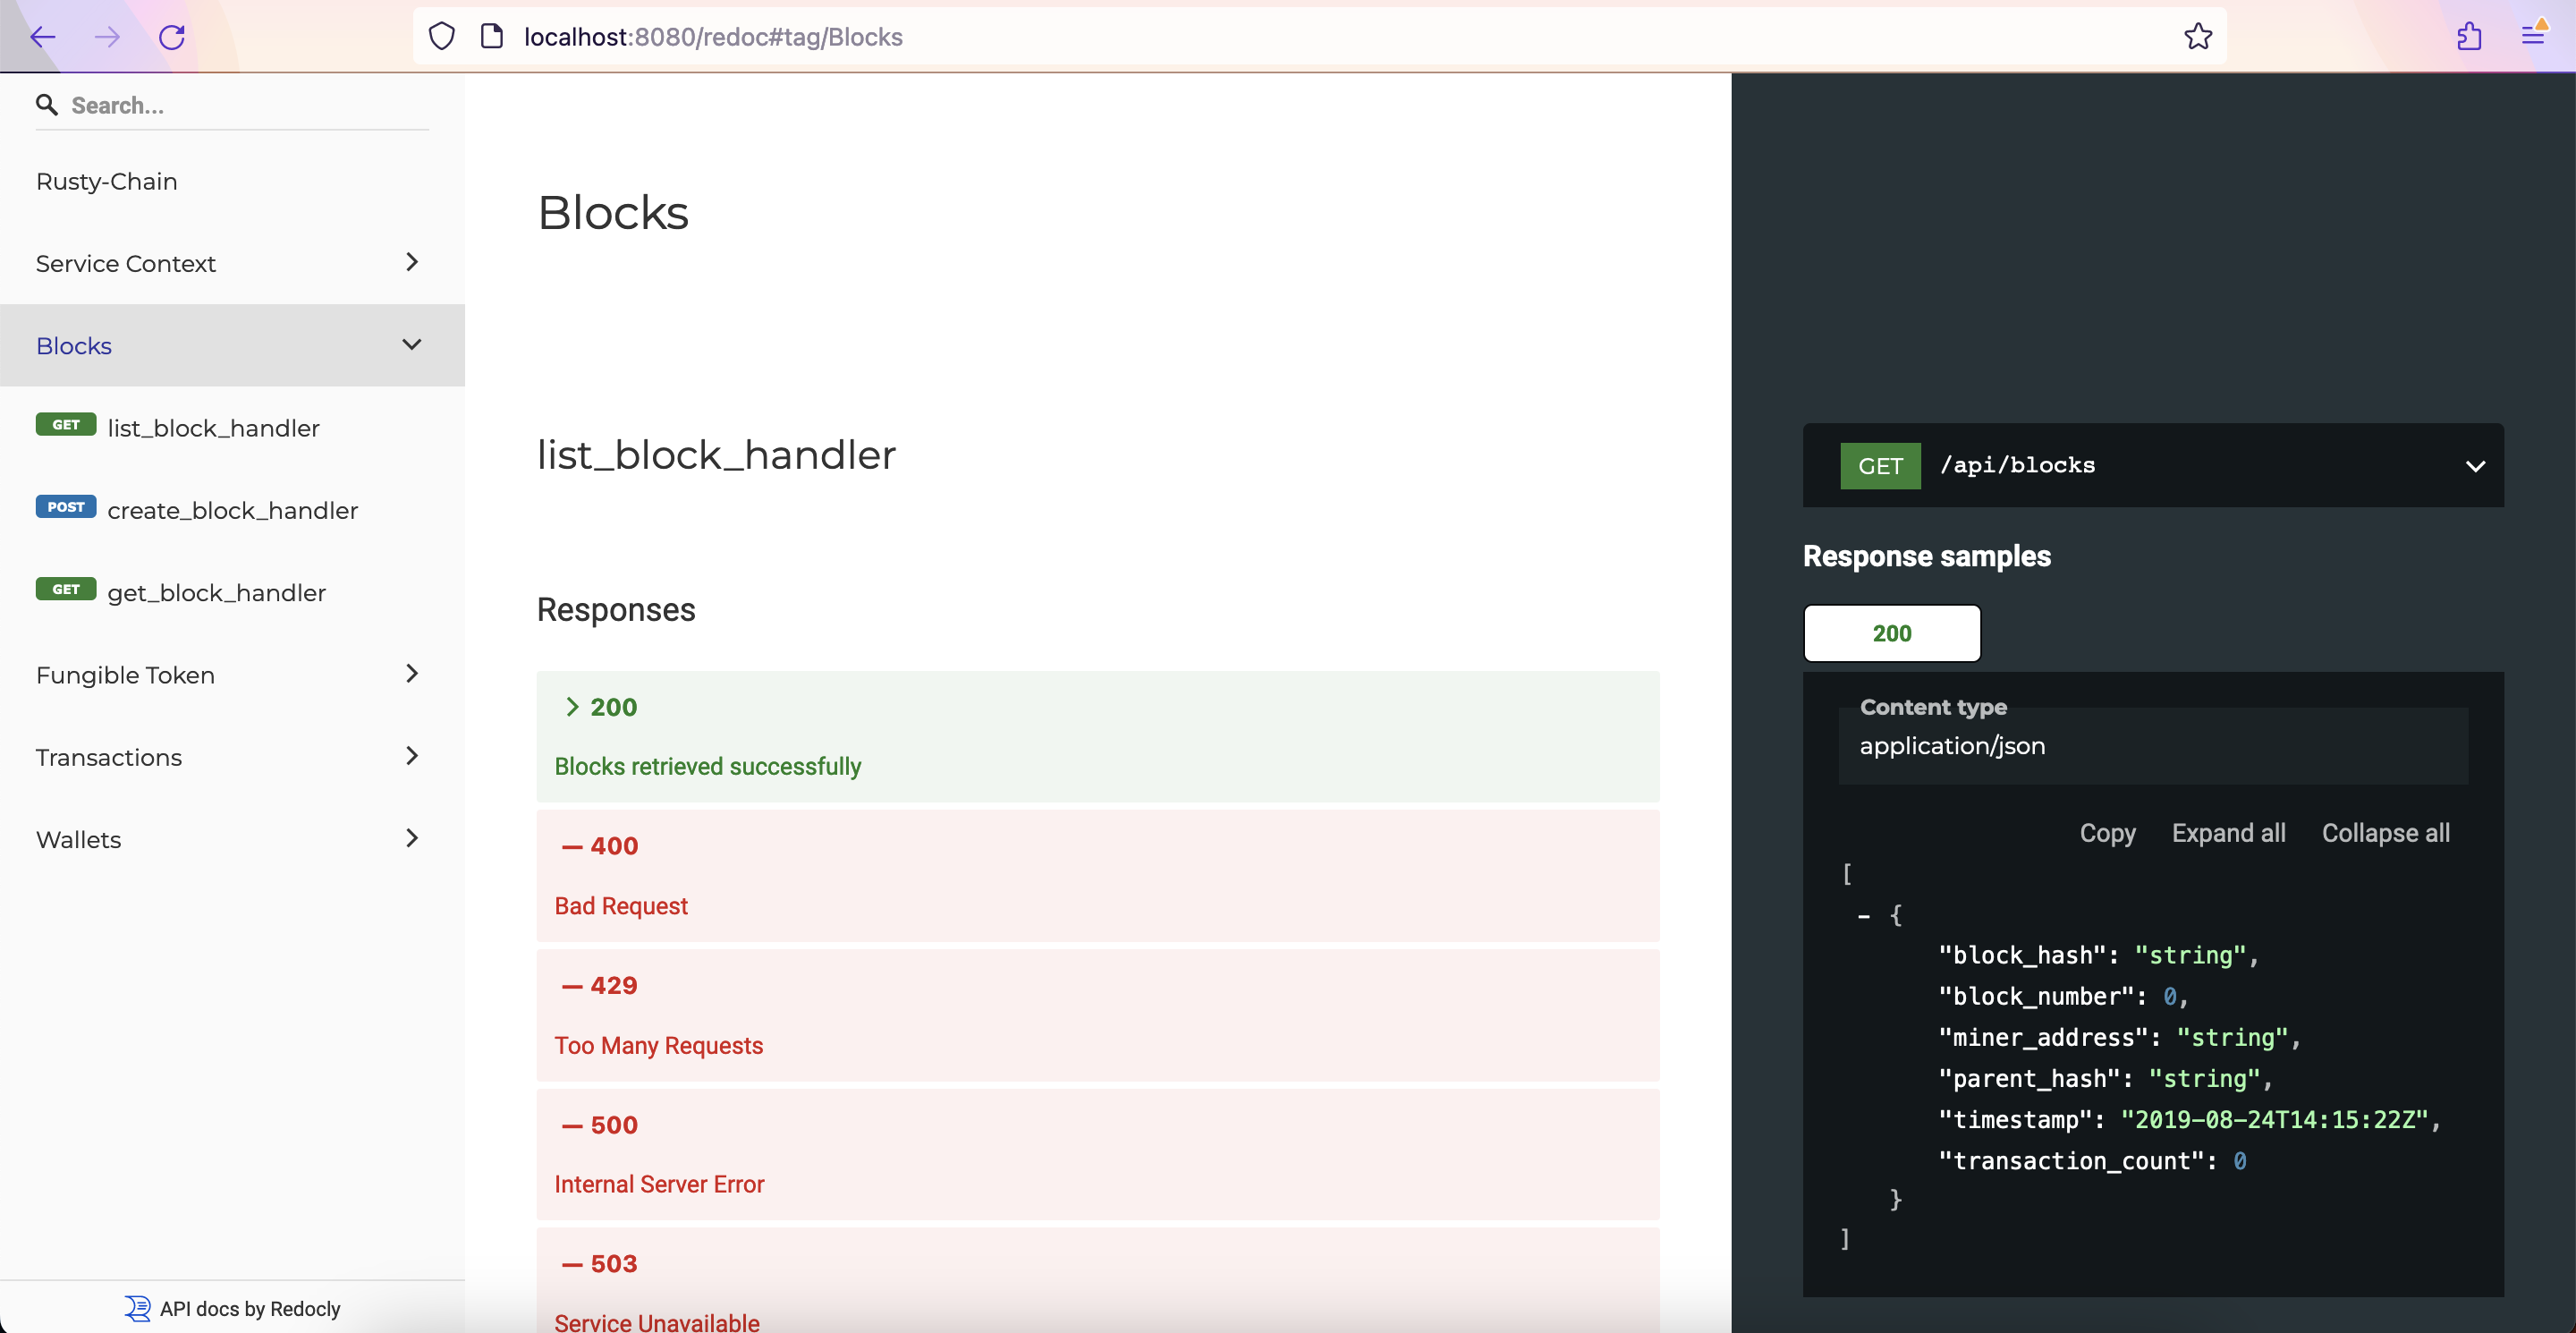 localhost:8080/redoc#tag/Blocks
Search...
Rusty-Chain
Service Context
Blocks
GET list_block_handler
POST create_block_handler
GET get_block_handler
Fungible Token
Transactions
Wallets
API docs by Redocly
Blocks
list_block_handler
Responses
200
Blocks retrieved successfully
— 400
Bad Request
— 429
Too Many Requests
— 500
Internal Server Error
— 503
Service Unavailable
GET /api/blocks
Response samples
200
Content type
application/json
Copy Expand all Collapse all
[
- {
"block_hash": "string",
"block_number": 0,
"miner_address": "string",
"parent_hash": "string",
"timestamp": "2019-08-24T14:15:22Z",
"transaction_count": 0
}
]